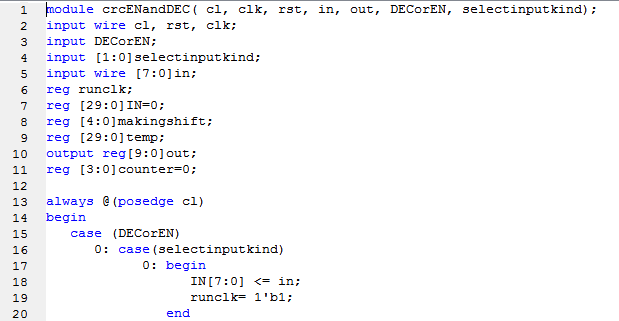 1 module crcENandDEC( cl, clk, rst, in, out, DECorEN, selectinputkind);
2 input wire cl, rst, clk;
3 input DECorEN;
4 input [1:0]selectinputkind;
5 input wire [7:0]in;
6 reg runclk;
7 reg [29:0]IN=0;
8 reg [4:0]makingshift;
9 reg [29:0]temp;
10 output reg[9:0]out;
11 reg [3:0]counter=0;
12
13 always @(posedge cl)
14 begin
15 case (DECorEN)
16 0: case(selectinputkind)
17 0: begin
18 IN[7:0] <= in;
19 runclk= 1'b1;
20 end